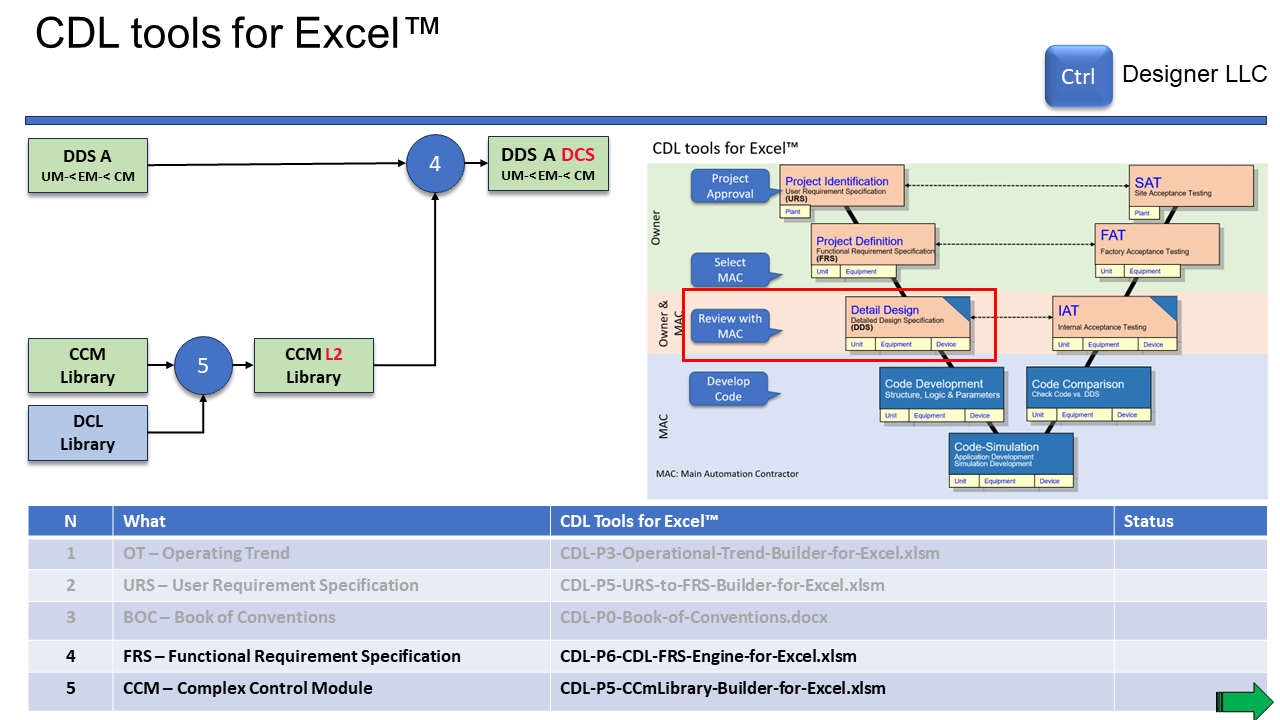 CDL tools for Excel™
Ctrl
Designer LLC
DDS A
UM-< EM-< CM
4
DDS A DCS
UM-< EM-< CM
CCM
Library
5
CCM L2
Library
DCL
Library
CDL tools for Excel™
Owner
Owner &
MAC
MAC
Project
Approval
Project Identification
User Requirement Specification
(URS)
Plant
SAT
Site Acceptance Testing
Plant
Project Definition
Functional Requirement Specification
(FRS)
Unit Equipment
FAT
Factory Acceptance Testing
Unit Equipment
Select
MAC
Review with
MAC
Detail Design
Detailed Design Specification
(DDS)
Unit Equipment Device
IAT
Internal Acceptance Testing
Unit Equipment Device
Develop
Code
Code Development
Structure, Logic & Parameters
Unit Equipment Device
Code Comparison
Check Code vs. DDS
Unit Equipment Device
Code-Simulation
Application Development
Simulation Development
Unit Equipment Device
MAC: Main Automation Contractor
N What CDL Tools for Excel™ Status
1 OT – Operating Trend CDL-P3-Operational-Trend-Builder-for-Excel.xlsm
2 URS – User Requirement Specification CDL-P5-URS-to-FRS-Builder-for-Excel.xlsm
3 BOC – Book of Conventions CDL-P0-Book-of-Conventions.docx
4 FRS – Functional Requirement Specification CDL-P6-CDL-FRS-Engine-for-Excel.xlsm
5 CCM – Complex Control Module CDL-P5-CCmLibrary-Builder-for-Excel.xlsm